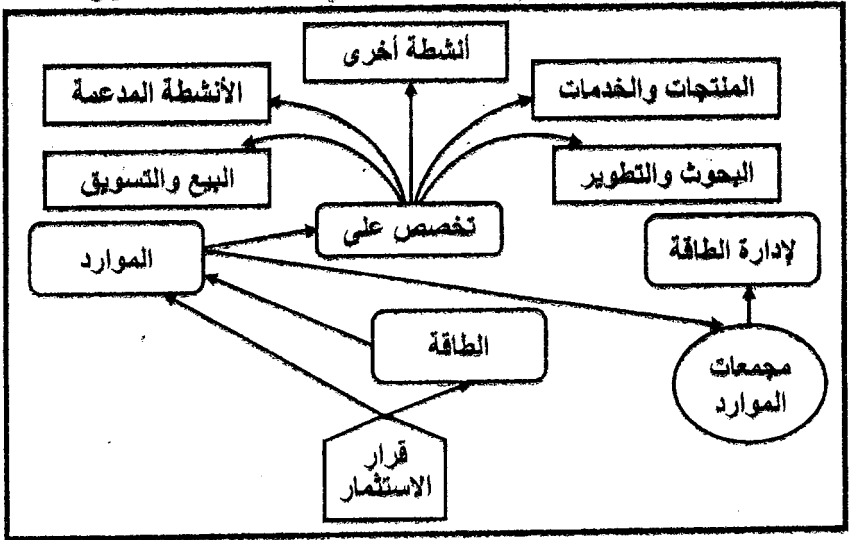 أنشطة أخرى
المنتجات والخدمات
الأنشطة المدعمة
البحوث والتطوير
البيع والتسويق
تخصص على
لإدارة الطاقة
الموارد
الطاقة
مجمعات
الموارد
قرار
الاستثمار